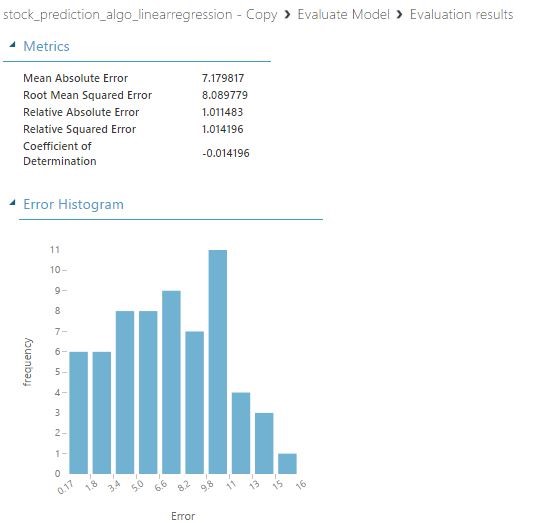 stock_prediction_algo_linearregression - Copy > Evaluate Model > Evaluation results
Metrics
Mean Absolute Error 7.179817
Root Mean Squared Error 8.089779
Relative Absolute Error 1.011483
Relative Squared Error 1.014196
Coefficient of
Determination -0.014196
Error Histogram
11
10
9
8
7
6
5
4
3
2
1
0
frequency
0.17 1.8 3.4 5.0 6.6 8.2 9.8 11 13 15 16
Error